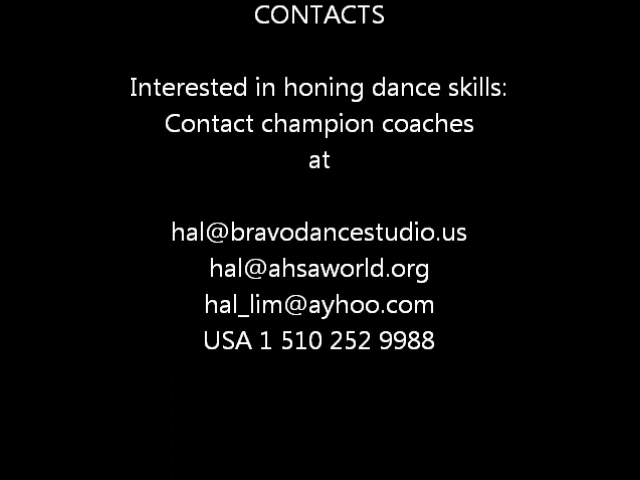 CONTACTS
Interested in honing dance skills:
Contact champion coaches
at
hal@bravodancestudio.us
hal@ahsaworld.org
hal_lim@ayhoo.com
USA 1 510 252 9988